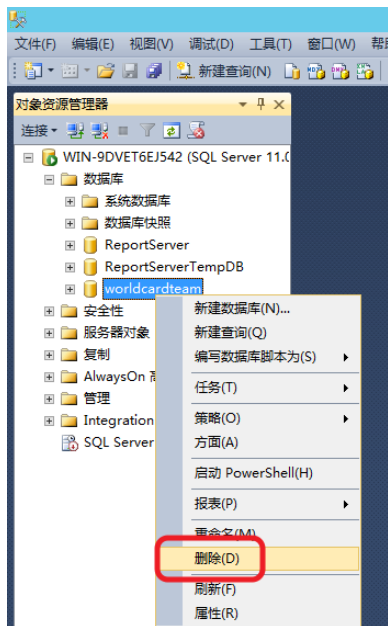 文件(F) 编辑(E) 视图(V) 调试(D) 工具(T) 窗口(W) 帮
新建查询(N)
对象资源管理器
连接
WIN-9DVET6EJ542 (SQL Server 11.0
数据库
系统数据库
数据库快照
ReportServer
ReportServerTempDB
worldcardteam
安全性
服务器对象
复制
AlwaysOn
管理
Integration
SQL Server
新建数据库(N)...
新建查询(Q)
编写数据库脚本为(S)
任务(T)
策略(O)
方面(A)
启动 PowerShell(H)
报表(P)
重命名(M)
删除(D)
刷新(F)
属性(R)